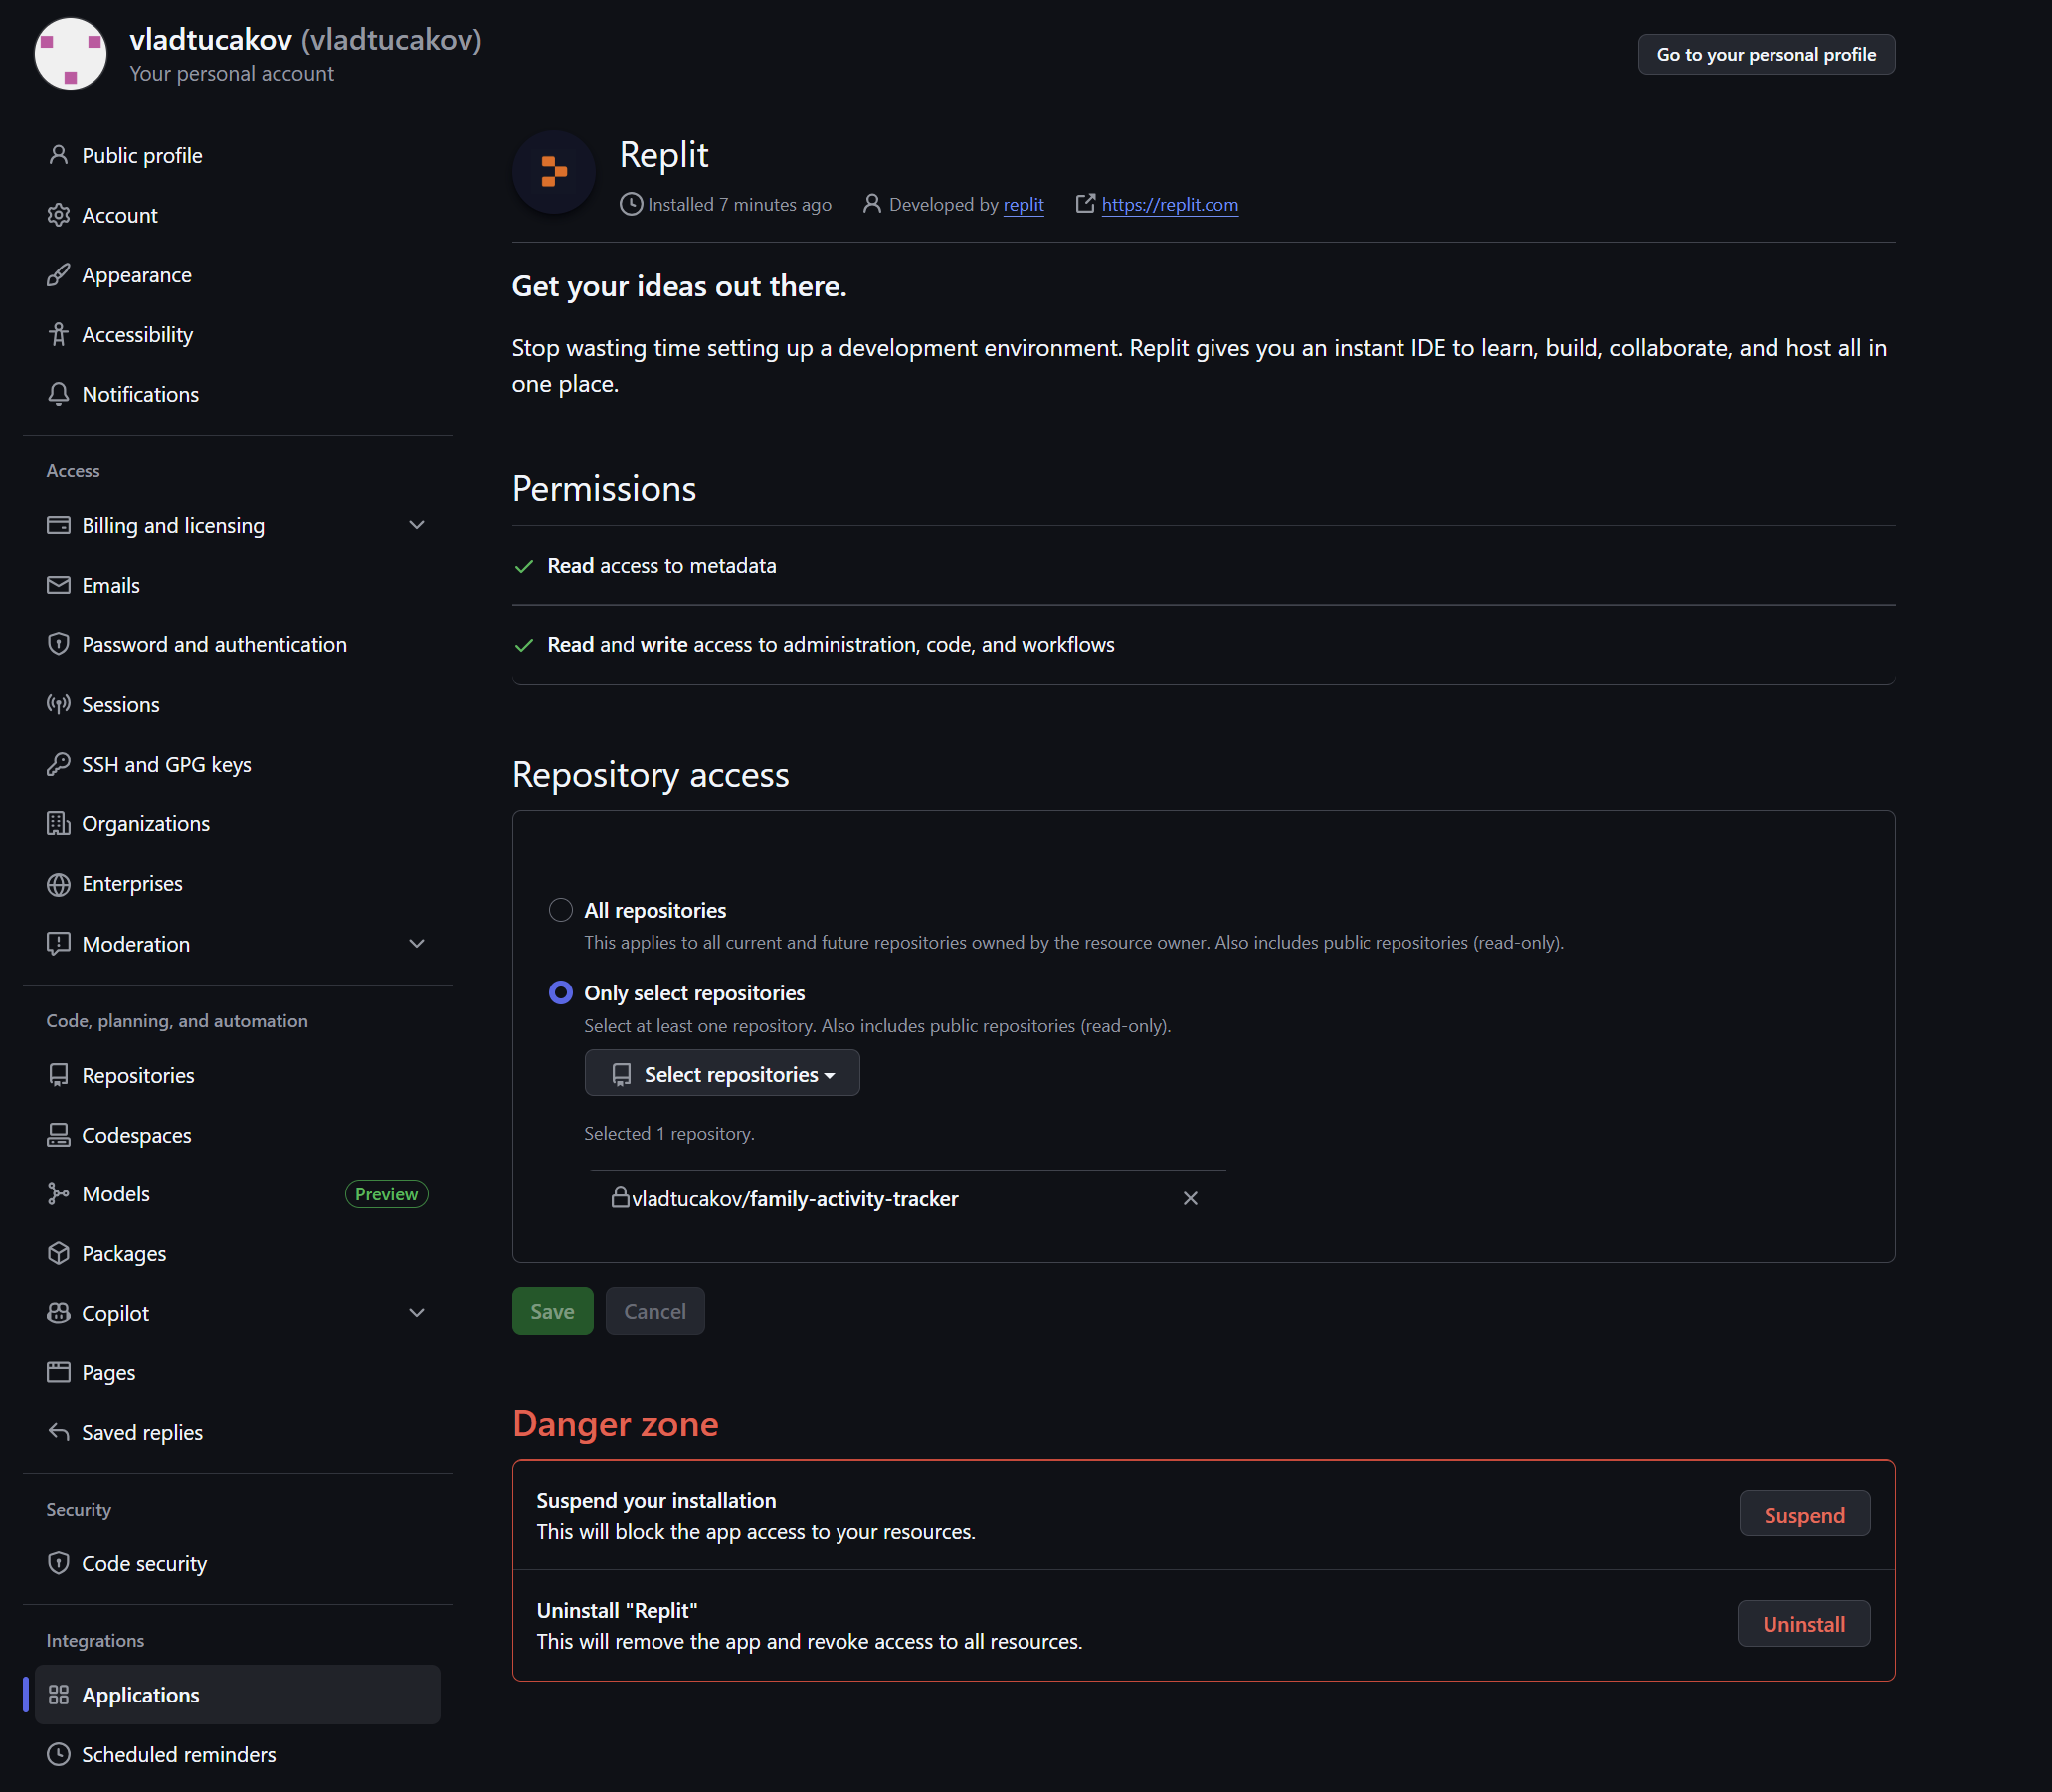 vladtucakov (vladtucakov)
Your personal account
Go to your personal profile
Public profile
Account
Appearance
Accessibility
Notifications
Access
Billing and licensing
Emails
Password and authentication
Sessions
SSH and GPG keys
Organizations
Enterprises
Moderation
Code, planning, and automation
Repositories
Codespaces
Models Preview
Packages
Copilot
Pages
Saved replies
Security
Code security
Integrations
Applications
Scheduled reminders
Replit
Installed 7 minutes ago Developed by replit https://replit.com
Get your ideas out there.
Stop wasting time setting up a development environment. Replit gives you an instant IDE to learn, build, collaborate, and host all in
one place.
Permissions
Read access to metadata
Read and write access to administration, code, and workflows
Repository access
All repositories
This applies to all current and future repositories owned by the resource owner. Also includes public repositories (read-only).
Only select repositories
Select at least one repository. Also includes public repositories (read-only).
Select repositories
Selected 1 repository.
vladtucakov/family-activity-tracker
Save Cancel
Danger zone
Suspend your installation
This will block the app access to your resources.
Suspend
Uninstall "Replit"
This will remove the app and revoke access to all resources.
Uninstall